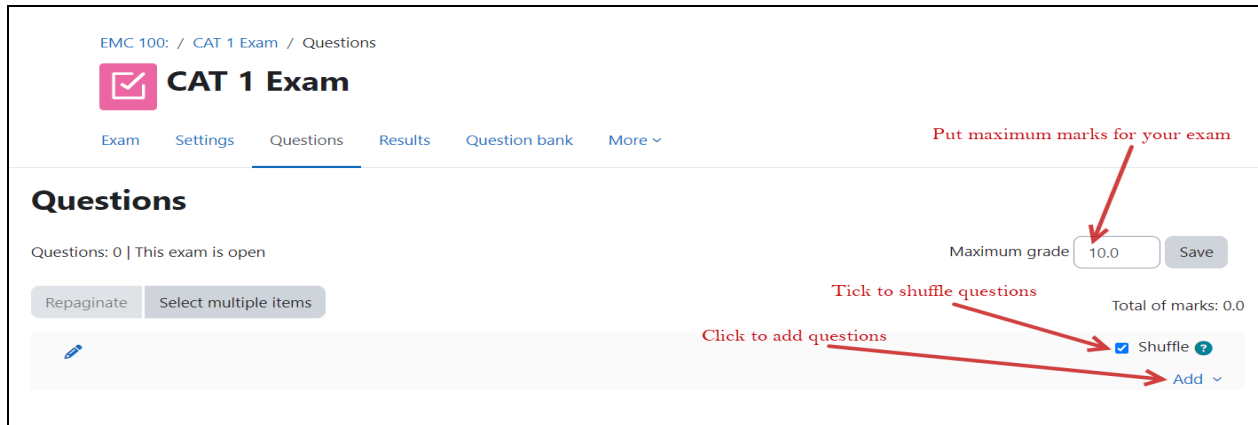 EMC 100: / CAT 1 Exam / Questions
CAT 1 Exam
Exam Settings Questions Results Question bank More
Put maximum marks for your exam
Questions
Questions: 0 | This exam is open
Maximum grade 10.0 Save
Repaginate Select multiple items
Tick to shuffle questions
Total of marks: 0.0
Click to add questions
Shuffle ?
Add